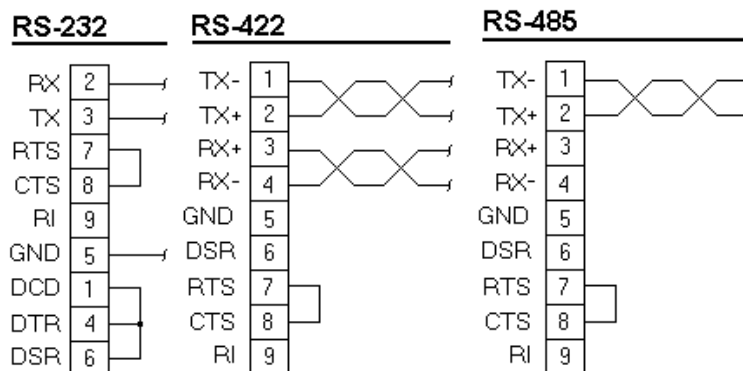 RS-232
RX 2
TX 3
RTS 7
CTS 8
RI 9
GND 5
DCD 1
DTR 4
DSR 6
RS-422
TX- 1
TX+ 2
RX+ 3
RX- 4
GND 5
DSR 6
RTS 7
CTS 8
RI 9
RS-485
TX- 1
TX+ 2
RX+ 3
RX- 4
GND 5
DSR 6
RTS 7
CTS 8
RI 9